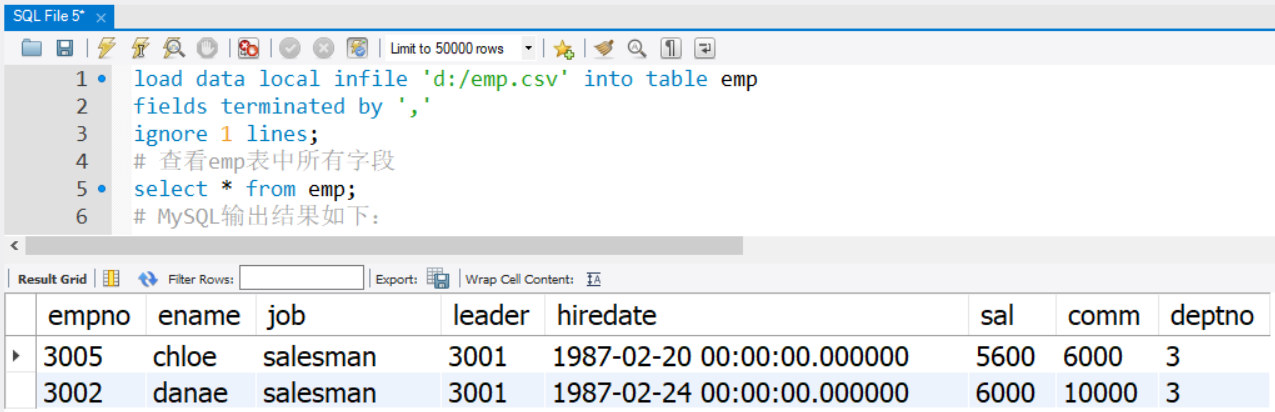 SQL File 5*
Limit to 50000 rows
1 load data local infile 'd:/emp.csv' into table emp
2 fields terminated by ','
3 ignore 1 lines;
4 # 查看emp表中所有字段
5 select * from emp;
6 # MySQL输出结果如下：
Result Grid Filter Rows: Export: Wrap Cell Content:
empno ename job leader hiredate sal comm deptno
3005 chloe salesman 3001 1987-02-20 00:00:00.000000 5600 6000 3
3002 danae salesman 3001 1987-02-24 00:00:00.000000 6000 10000 3